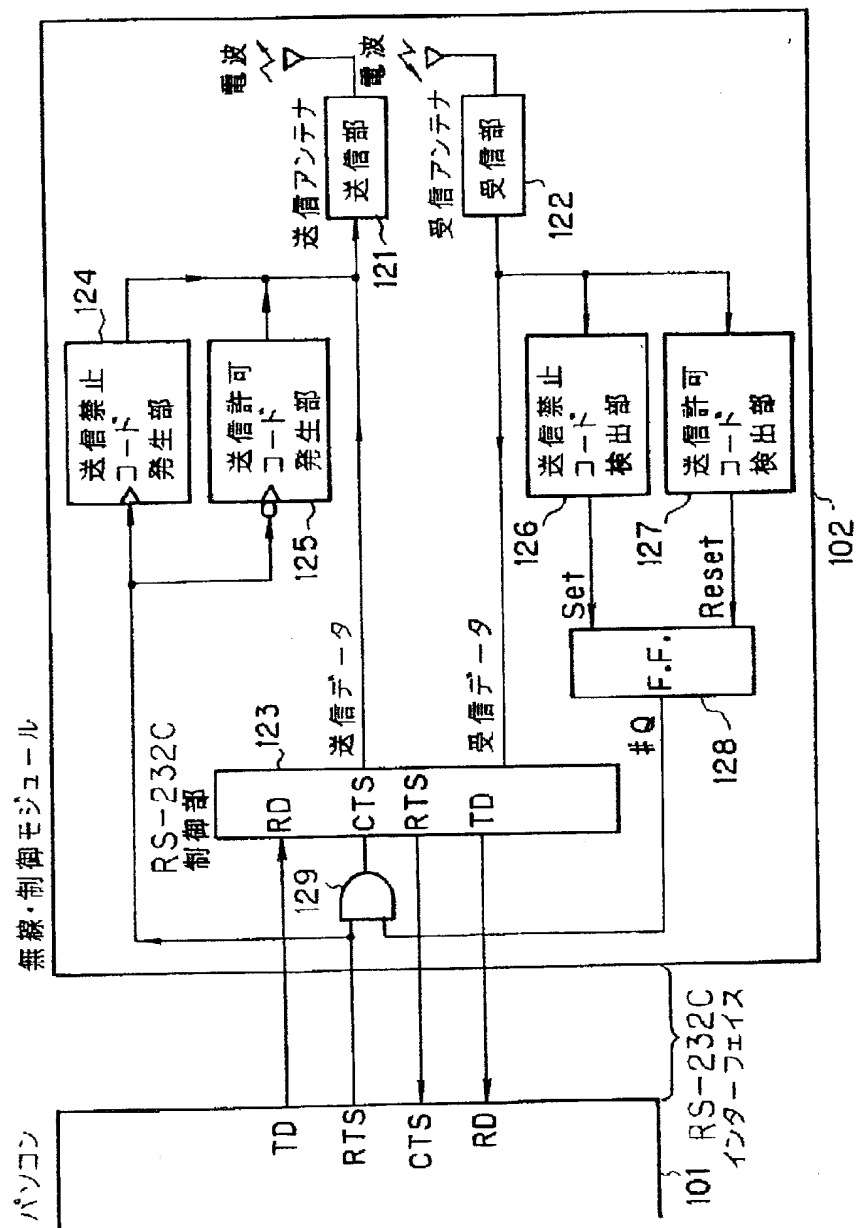 パソコン
TD
RTS
CTS
RD
101
RS-232C
インターフェイス
無線・制御モジュール
RS-232C
制御部
123
RD
CTS
RTS
TD
129
送信データ
受信データ
124
送信禁止
コード
発生部
送信許可
コード
発生部
125
送信アンテナ
電波
送信部
121
受信アンテナ
電波
受信部
122
送信禁止
コード
検出部
126
送信許可
コード
検出部
127
Set
Reset
F.F.
#Q
128
102